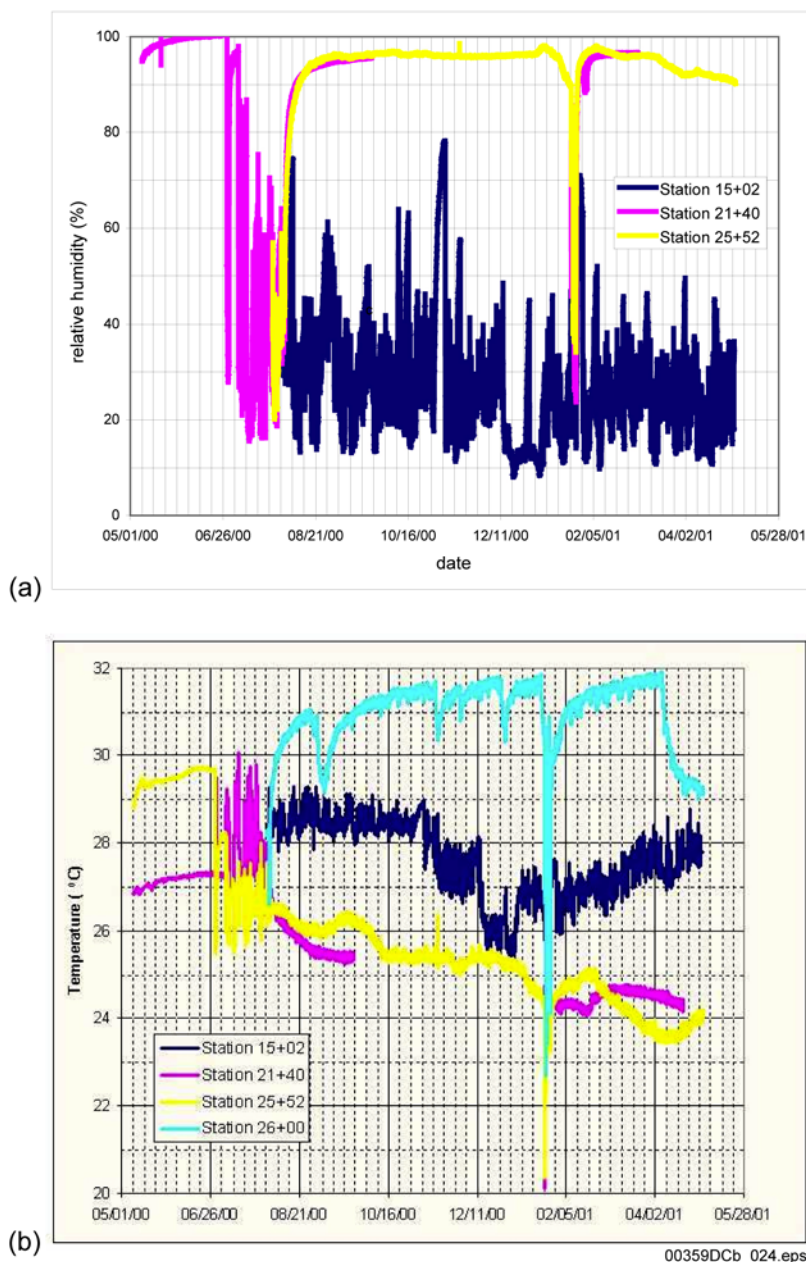 100
80
60
40
20
0
relative humidity (%)
Station 15+02
Station 21+40
Station 25+52
05/01/00 06/26/00 08/21/00 10/16/00 12/11/00 02/05/01 04/02/01 05/28/01
date
(a)
32
30
28
26
24
22
20
Temperature ( °C)
Station 15+02
Station 21+40
Station 25+52
Station 26+00
05/01/00 06/26/00 08/21/00 10/16/00 12/11/00 02/05/01 04/02/01 05/28/01
(b)
00359DCb_024.eps